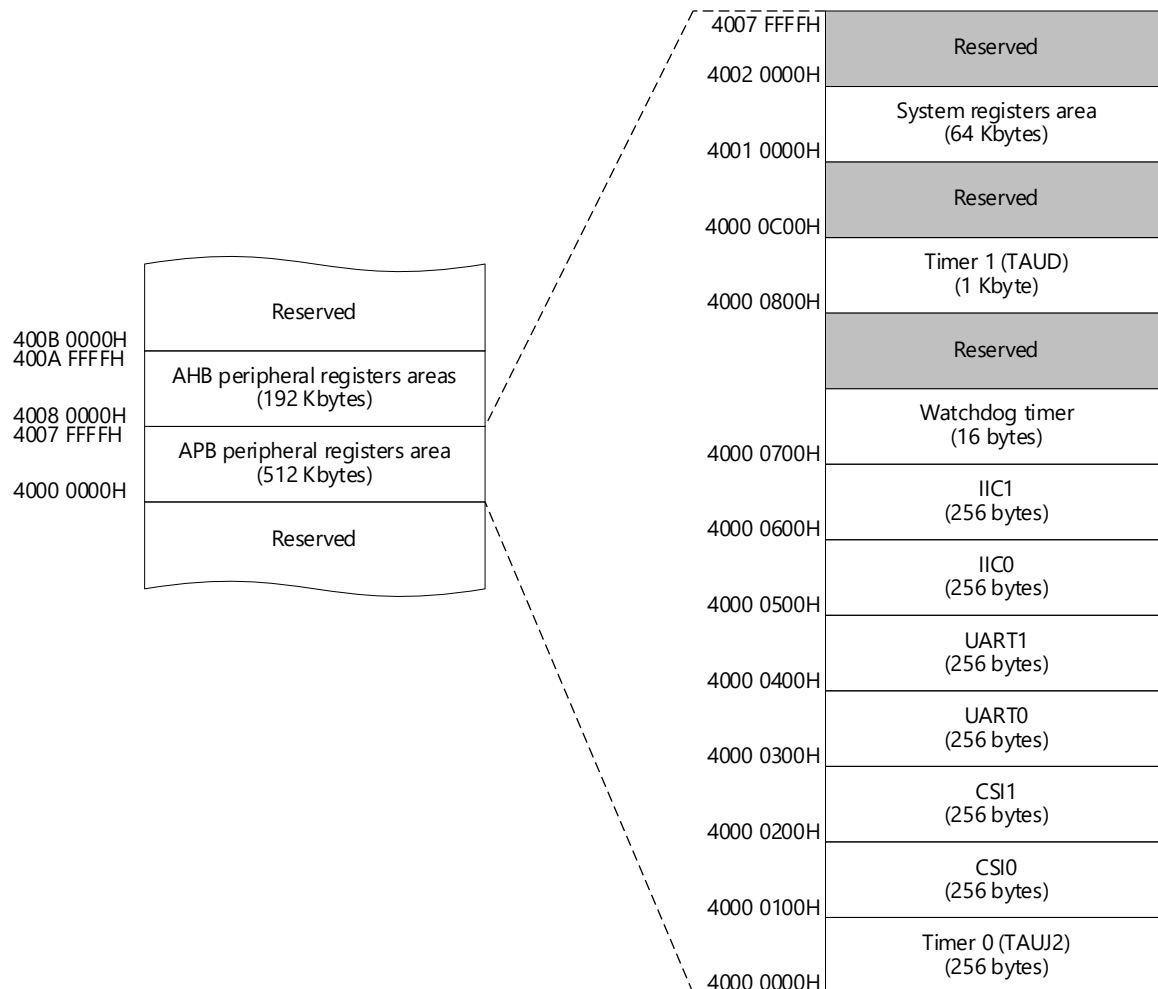 Reserved
400B 0000H
400A FFFFH
AHB peripheral registers areas
(192 Kbytes)
4008 0000H
4007 FFFFH
APB peripheral registers area
(512 Kbytes)
4000 0000H
Reserved
4007 FFFFH
Reserved
4002 0000H
System registers area
(64 Kbytes)
4001 0000H
Reserved
4000 0C00H
Timer 1 (TAUD)
(1 Kbyte)
4000 0800H
Reserved
Watchdog timer
(16 bytes)
4000 0700H
IIC1
(256 bytes)
4000 0600H
IIC0
(256 bytes)
4000 0500H
UART1
(256 bytes)
4000 0400H
UART0
(256 bytes)
4000 0300H
CSI1
(256 bytes)
4000 0200H
CSI0
(256 bytes)
4000 0100H
Timer 0 (TAUJ2)
(256 bytes)
4000 0000H